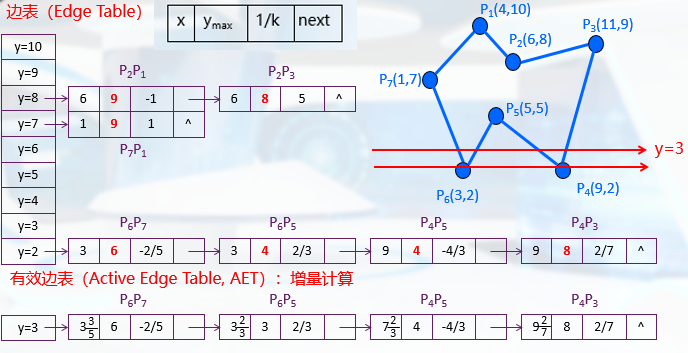 边表（Edge Table）
x ymax 1/k next
P1(4,10)
P3(11,9)
P2(6,8)
P7(1,7)
P5(5,5)
y=3
P4(9,2)
P6(3,2)
y=10
y=9
P2P1 P2P3
y=8 6 9 -1 6 8 5 ^
y=7 1 9 1 ^
P7P1
y=6
y=5
y=4
y=3
P6P7 P6P5 P4P5 P4P3
y=2 3 6 -2/5 3 4 2/3 9 4 -4/3 9 8 2/7 ^
有效边表（Active Edge Table, AET）：增量计算
P6P7 P6P5 P4P5 P4P3
y=3 3 3/5 6 -2/5 3 2/3 3 2/3 7 2/3 4 -4/3 9 2/7 8 2/7 ^